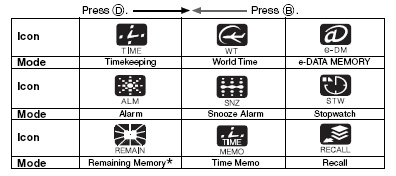 Press Ⓓ. Press Ⓑ.
Icon
TIME WT e-DM
Mode Timekeeping World Time e-DATA MEMORY
Icon
ALM SNZ STW
Mode Alarm Snooze Alarm Stopwatch
Icon
REMAIN TIME MEMO RECALL
Mode Remaining Memory* Time Memo Recall